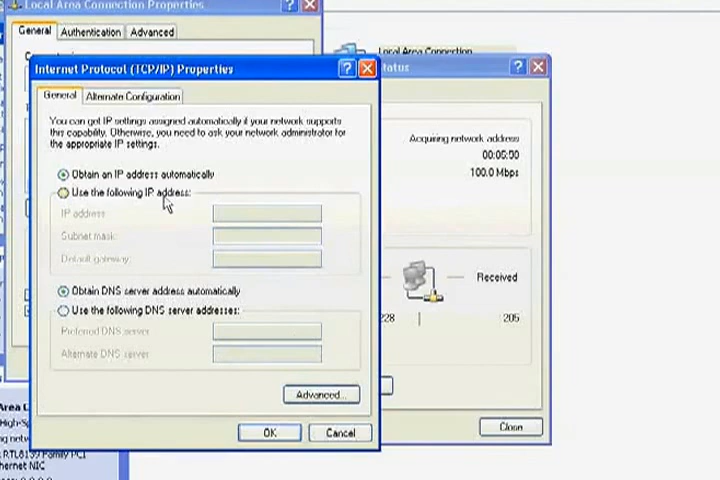 Local Area Connection Properties
General Authentication Advanced
Local Area Connection
Internet Protocol (TCP/IP) Properties
General Alternate Configuration
You can get IP settings assigned automatically if your network supports
this capability. Otherwise, you need to ask your network administrator for
the appropriate IP settings.
Obtain an IP address automatically
Use the following IP address:
IP address:
Subnet mask:
Default gateway:
Obtain DNS server address automatically
Use the following DNS server addresses:
Preferred DNS server:
Alternate DNS server:
Advanced...
OK Cancel
tatus
Acquiring network address
00:05:00
100.0 Mbps
Received
228 205
Close
Area C
High-S
RTL8139 Family PCI
hernet NIC